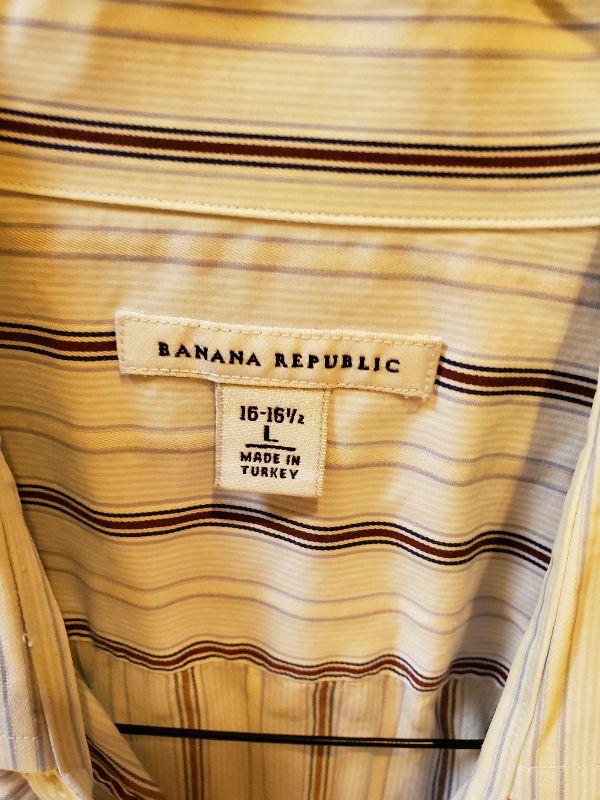 BANANA REPUBLIC
16-16½
L
MADE IN
TURKEY